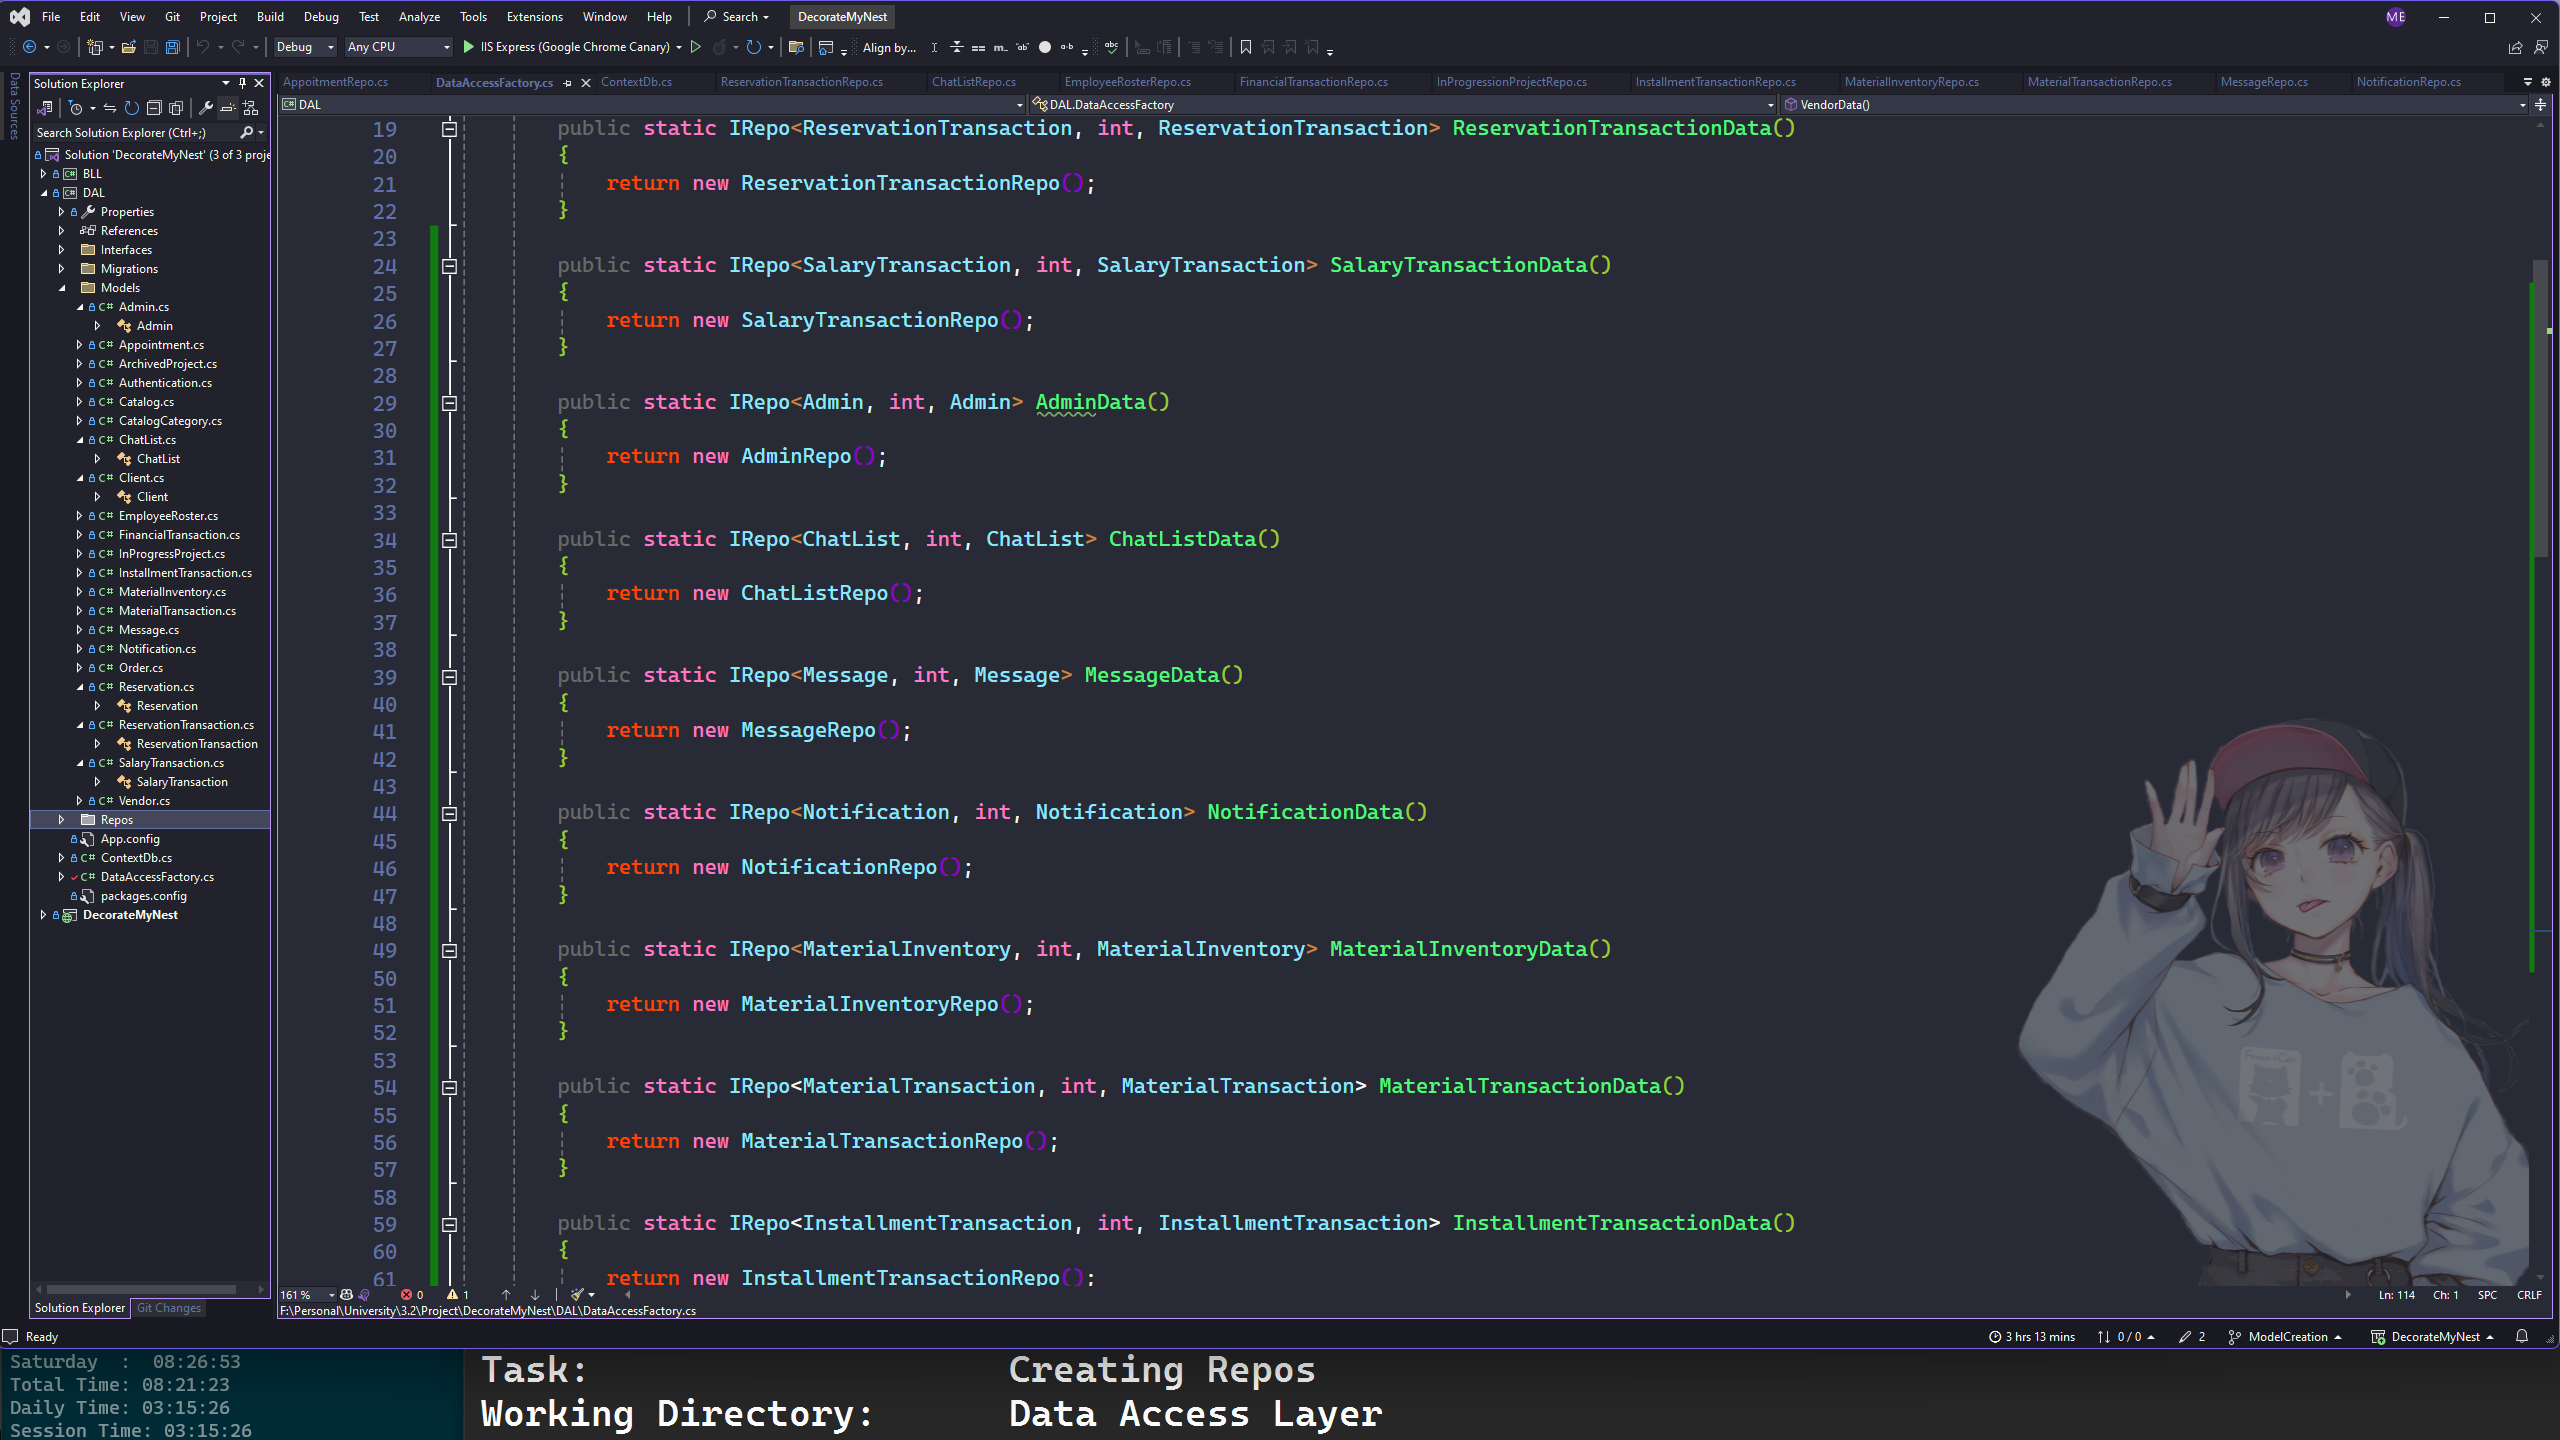 File Edit View Git Project Build Debug Test Analyze Tools Extensions Window Help Search DecorateMyNest ME
Debug Any CPU IIS Express (Google Chrome Canary) Align by...
Data Sources
Solution Explorer
Search Solution Explorer (Ctrl+;)
Solution 'DecorateMyNest' (3 of 3 proje
BLL
DAL
Properties
References
Interfaces
Migrations
Models
Admin.cs
Admin
Appointment.cs
ArchivedProject.cs
Authentication.cs
Catalog.cs
CatalogCategory.cs
ChatList.cs
ChatList
Client.cs
Client
EmployeeRoster.cs
FinancialTransaction.cs
InProgressProject.cs
InstallmentTransaction.cs
MaterialInventory.cs
MaterialTransaction.cs
Message.cs
Notification.cs
Order.cs
Reservation.cs
Reservation
ReservationTransaction.cs
ReservationTransaction
SalaryTransaction.cs
SalaryTransaction
Vendor.cs
Repos
App.config
ContextDb.cs
DataAccessFactory.cs
packages.config
DecorateMyNest
Solution Explorer Git Changes
AppoitmentRepo.cs DataAccessFactory.cs ContextDb.cs ReservationTransactionRepo.cs ChatListRepo.cs EmployeeRosterRepo.cs FinancialTransactionRepo.cs InProgressionProjectRepo.cs InstallmentTransactionRepo.cs MaterialInventoryRepo.cs MaterialTransactionRepo.cs MessageRepo.cs NotificationRepo.cs
DAL DAL.DataAccessFactory VendorData()
19 public static IRepo<ReservationTransaction, int, ReservationTransaction> ReservationTransactionData()
20 {
21 return new ReservationTransactionRepo();
22 }
23
24 public static IRepo<SalaryTransaction, int, SalaryTransaction> SalaryTransactionData()
25 {
26 return new SalaryTransactionRepo();
27 }
28
29 public static IRepo<Admin, int, Admin> AdminData()
30 {
31 return new AdminRepo();
32 }
33
34 public static IRepo<ChatList, int, ChatList> ChatListData()
35 {
36 return new ChatListRepo();
37 }
38
39 public static IRepo<Message, int, Message> MessageData()
40 {
41 return new MessageRepo();
42 }
43
44 public static IRepo<Notification, int, Notification> NotificationData()
45 {
46 return new NotificationRepo();
47 }
48
49 public static IRepo<MaterialInventory, int, MaterialInventory> MaterialInventoryData()
50 {
51 return new MaterialInventoryRepo();
52 }
53
54 public static IRepo<MaterialTransaction, int, MaterialTransaction> MaterialTransactionData()
55 {
56 return new MaterialTransactionRepo();
57 }
58
59 public static IRepo<InstallmentTransaction, int, InstallmentTransaction> InstallmentTransactionData()
60 {
61 return new InstallmentTransactionRepo();
161 % 0 1 Ln: 114 Ch: 1 SPC CRLF
F:\Personal\University\3.2\Project\DecorateMyNest\DAL\DataAccessFactory.cs
Ready 3 hrs 13 mins 0 / 0 2 ModelCreation DecorateMyNest
Saturday : 08:26:53
Total Time: 08:21:23
Daily Time: 03:15:26
Session Time: 03:15:26
Task: Creating Repos
Working Directory: Data Access Layer